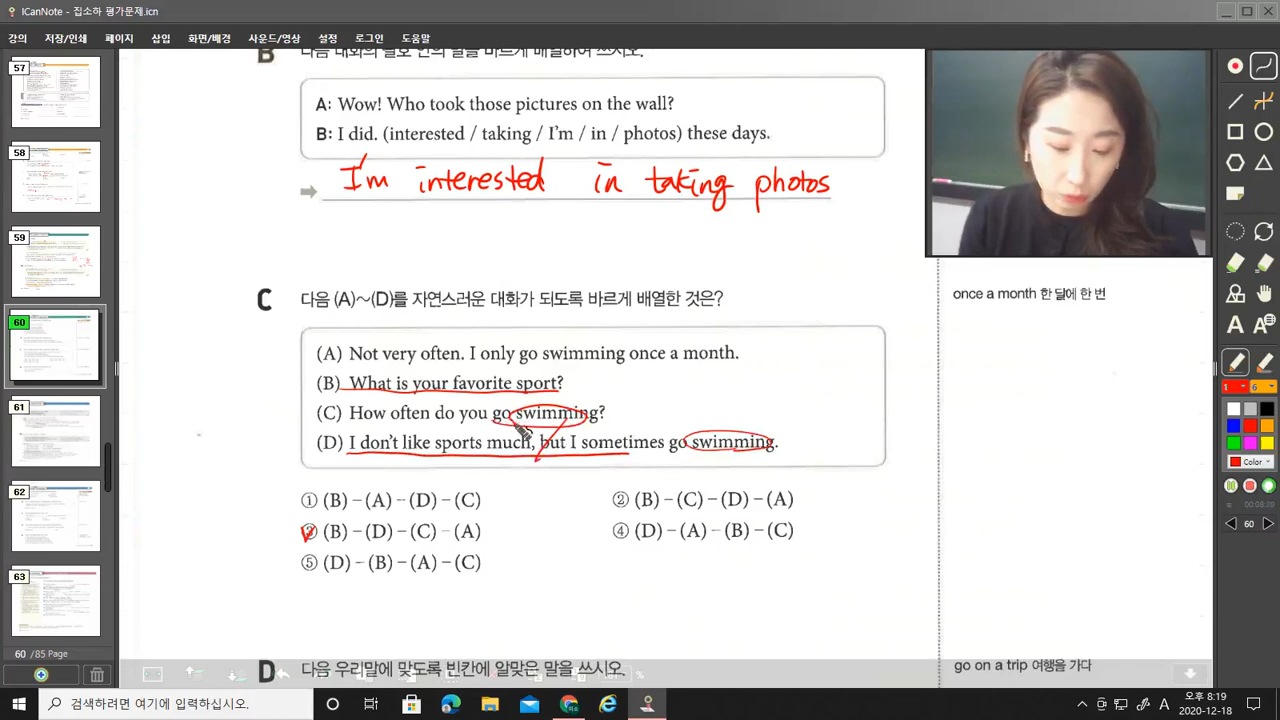 ICanNote - 집소하 평가문제.icn
강의 저장/인쇄 페이지 삽입 화면/배경 사운드/영상 설정 로그인 도움말
57
58
59
60
61
62
63
60 /85 Page
B
A: Wow! Who took these pictures on the wall?
B: I did. (interested / taking / I'm / in / photos) these days.
I'm interested in taking photos
C 다음 (A)~(D)를 자연스러운 대화가 되도록 바르게 배열한 것은?
once a month 한 달에 한 번
(A) Not very often. I only go swimming once a month.
(B) What is your favorite sport?
(C) How often do you go swimming?
(D) I don't like sports much, but I sometimes go swimming.
(B) – (A) – (D) – (C)
② (B) – (C) – (D) – (A)
(B) – (D) – (C) – (A)
④ (D) – (A) – (B) – (C)
⑤ (D) – (B) – (A) – (C)
D 다음 우리말에 맞도록 빈칸에 알맞은 말을 쓰시오.
go on a trip 여행을 가다
1 6
Color
60
검색하려면 여기에 입력하십시오.
A
오후 8:19
2020-12-18